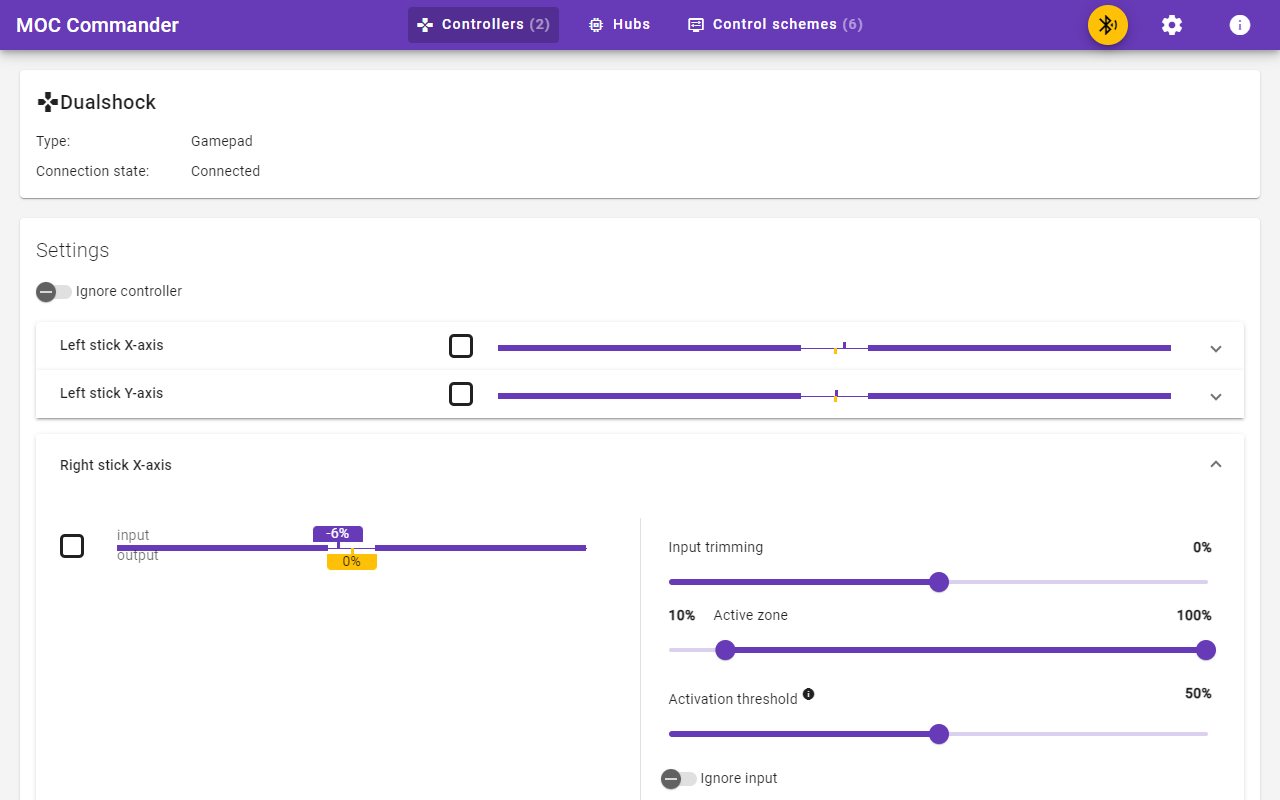 MOC Commander
Controllers (2)
Hubs
Control schemes (6)
Dualshock
Type: Gamepad
Connection state: Connected
Settings
Ignore controller
Left stick X-axis
Left stick Y-axis
Right stick X-axis
input
-6%
output
0%
Input trimming 0%
10% Active zone 100%
Activation threshold 50%
Ignore input